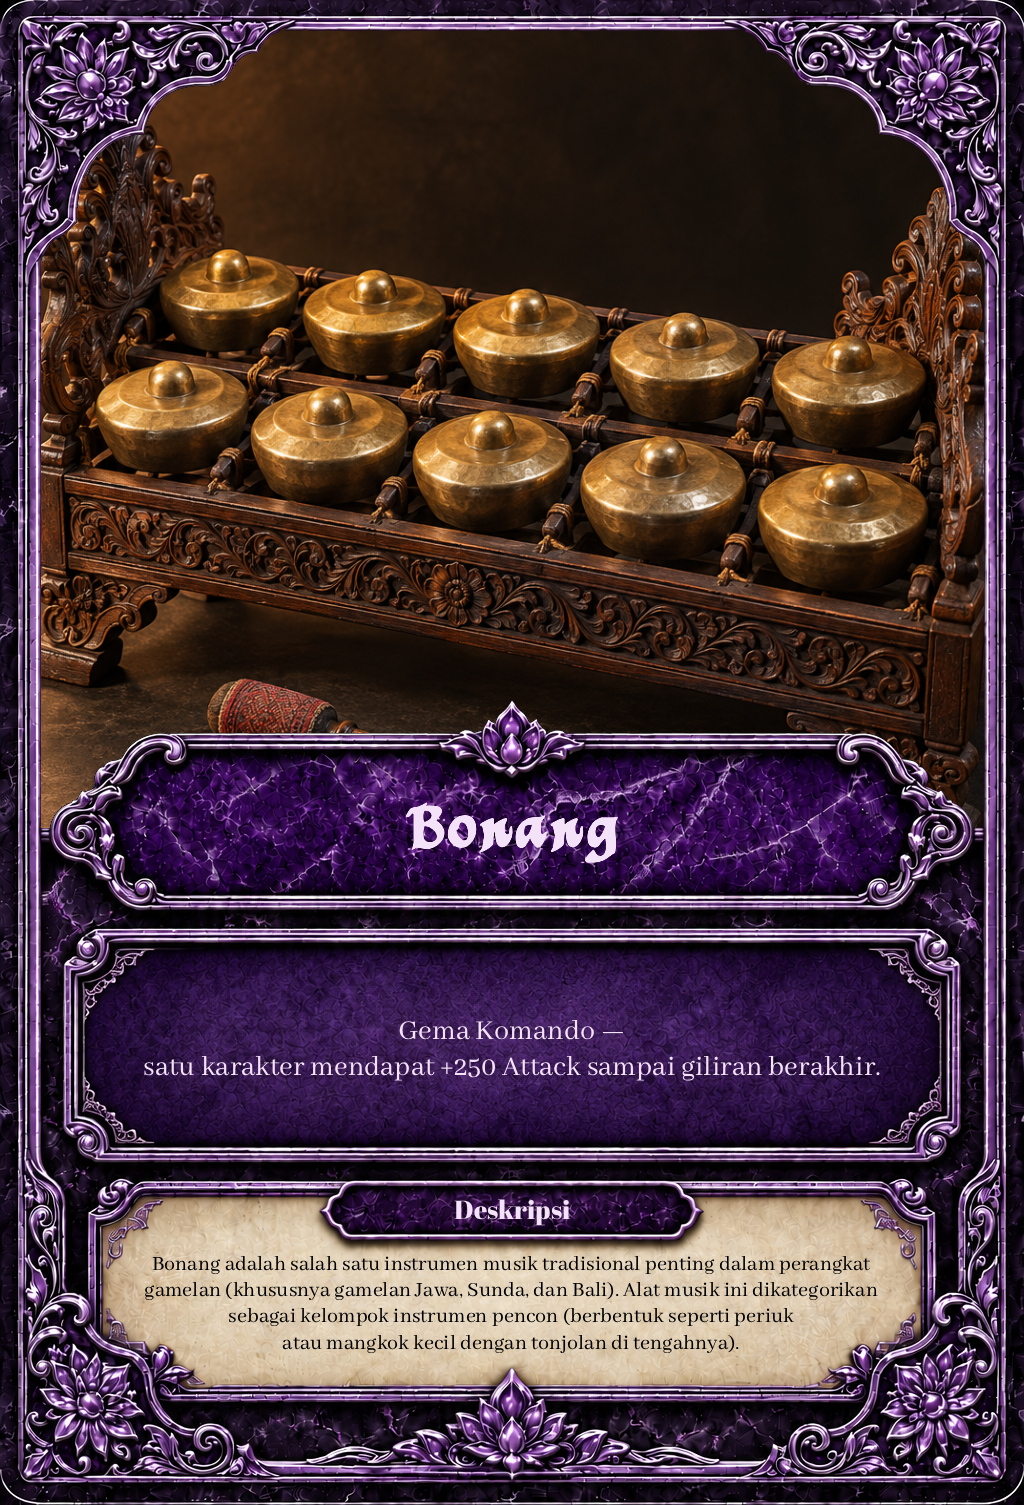 Bonang
Gema Komando —
satu karakter mendapat +250 Attack sampai giliran berakhir.
Deskripsi
Bonang adalah salah satu instrumen musik tradisional penting dalam perangkat
gamelan (khususnya gamelan Jawa, Sunda, dan Bali). Alat musik ini dikategorikan
sebagai kelompok instrumen pencon (berbentuk seperti periuk
atau mangkok kecil dengan tonjolan di tengahnya).